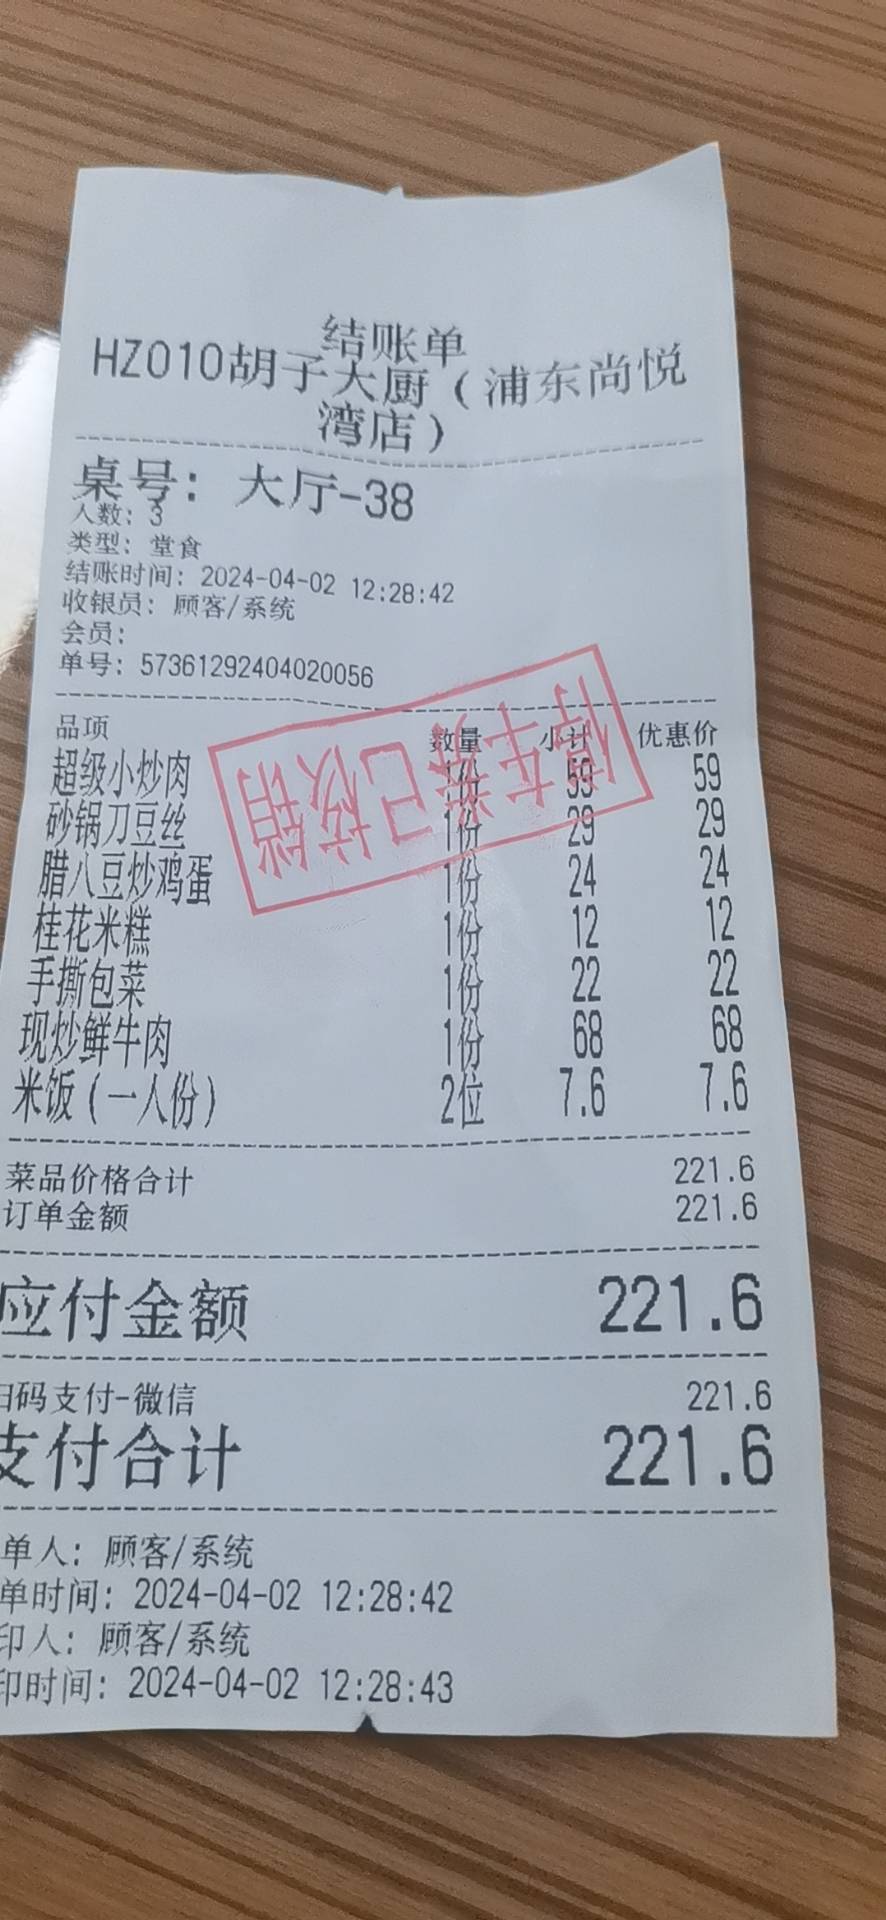 结账单
HZ010胡子大厨（浦东尚悦
湾店）
桌号：大厅-38
人数：3
类型：堂食
结账时间：2024-04-02 12:28:42
收银员：顾客/系统
会员：
单号：57361292404020056
品项 数量 小计 优惠价
超级小炒肉 1份 59 59
砂锅刀豆丝 1份 29 29
腊八豆炒鸡蛋 1份 24 24
桂花米糕 1份 12 12
手撕包菜 1份 22 22
现炒鲜牛肉 1份 68 68
米饭（一人份） 2位 7.6 7.6
停车券已核销
菜品价格合计 221.6
订单金额 221.6
应付金额 221.6
扫码支付-微信 221.6
支付合计 221.6
单人：顾客/系统
单时间：2024-04-02 12:28:42
印人：顾客/系统
印时间：2024-04-02 12:28:43